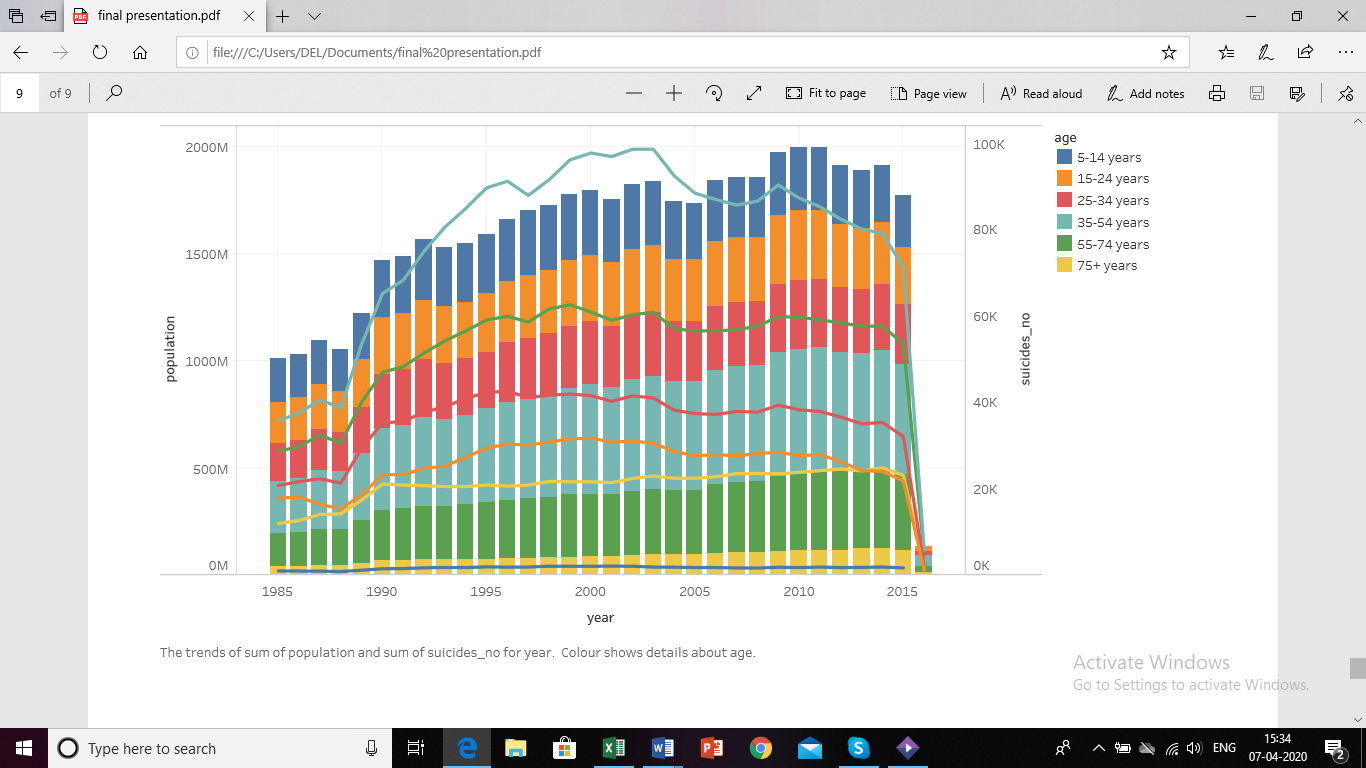 final presentation.pdf
file:///C:/Users/DEL/Documents/final%20presentation.pdf
9 of 9
Fit to page
Page view
Read aloud
Add notes
2000M
1500M
1000M
500M
0M
population
100K
80K
60K
40K
20K
0K
suicides_no
1985 1990 1995 2000 2005 2010 2015
year
age
5-14 years
15-24 years
25-34 years
35-54 years
55-74 years
75+ years
The trends of sum of population and sum of suicides_no for year. Colour shows details about age.
Activate Windows
Go to Settings to activate Windows.
Type here to search
ENG
15:34
07-04-2020
2